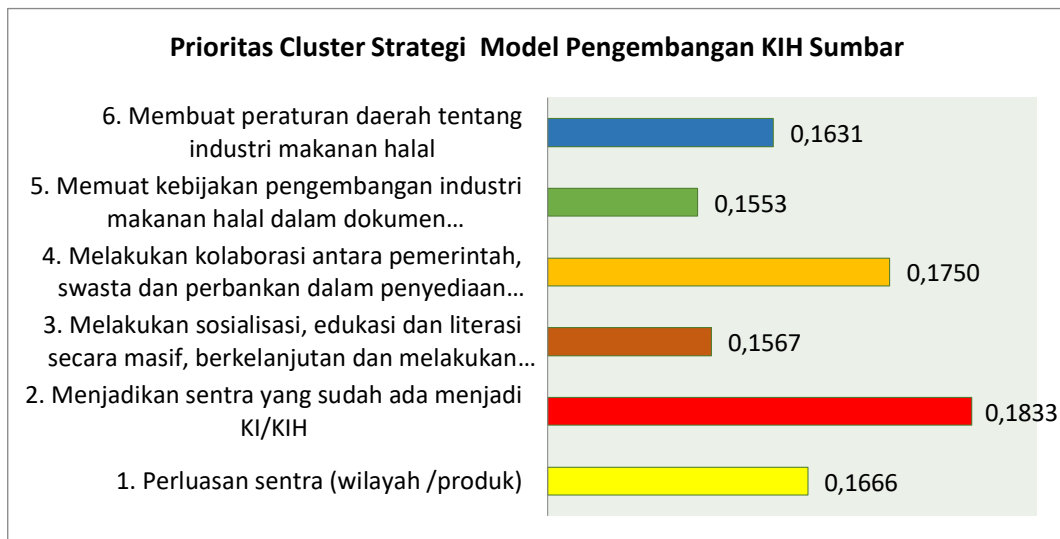 Prioritas Cluster Strategi Model Pengembangan KIH Sumbar
6. Membuat peraturan daerah tentang
industri makanan halal
0,1631
5. Memuat kebijakan pengembangan industri
makanan halal dalam dokumen…
0,1553
4. Melakukan kolaborasi antara pemerintah,
swasta dan perbankan dalam penyediaan…
0,1750
3. Melakukan sosialisasi, edukasi dan literasi
secara masif, berkelanjutan dan melakukan…
0,1567
2. Menjadikan sentra yang sudah ada menjadi
KI/KIH
0,1833
1. Perluasan sentra (wilayah /produk)
0,1666